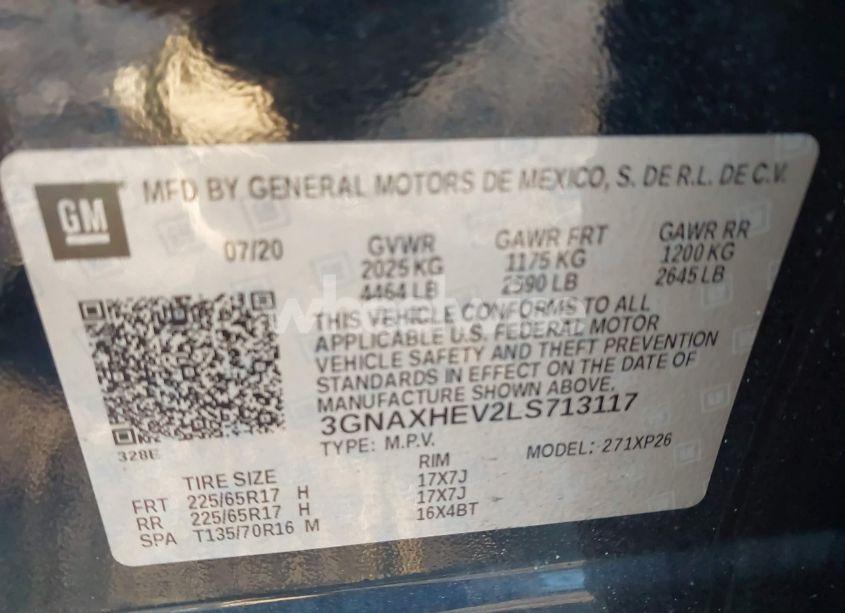 GM
MFD BY GENERAL MOTORS DE MEXICO, S. DE R.L. DE C.V.
07/20 GVWR GAWR FRT GAWR RR
2025 KG 1175 KG 1200 KG
4464 LB 2590 LB 2645 LB
THIS VEHICLE CONFORMS TO ALL
APPLICABLE U.S. FEDERAL MOTOR
VEHICLE SAFETY AND THEFT PREVENTION
STANDARDS IN EFFECT ON THE DATE OF
MANUFACTURE SHOWN ABOVE.
3GNAXHEV2LS713117
328E
TYPE: M.P.V. MODEL: 271XP26
TIRE SIZE RIM
FRT 225/65R17 H 17X7J
RR 225/65R17 H 17X7J
SPA T135/70R16 M 16X4BT